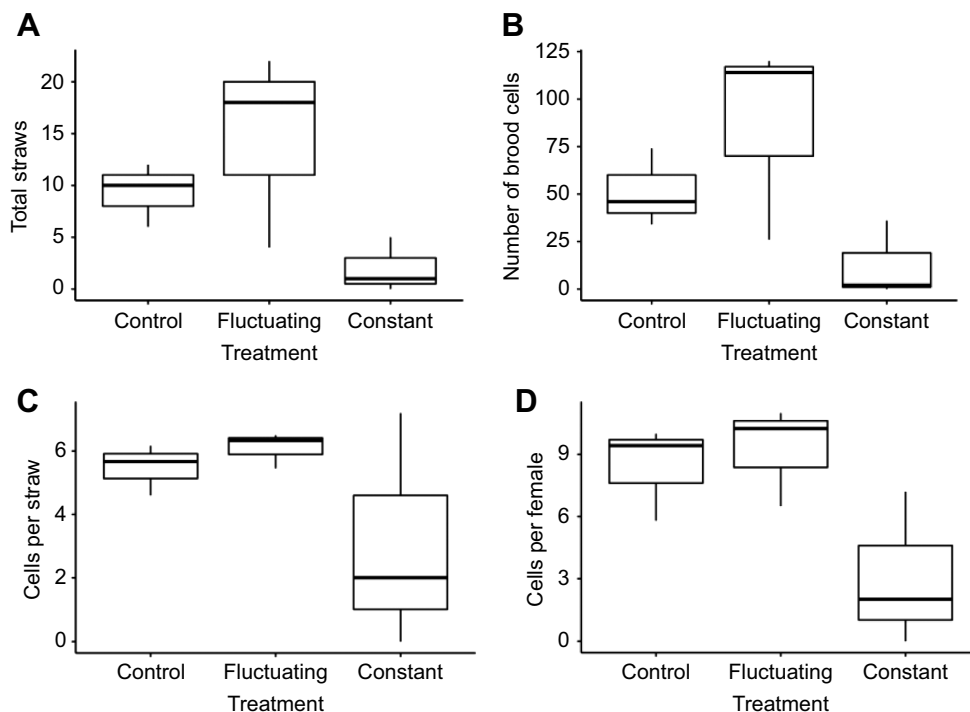 A
Total straws
20
15
10
5
0
Control Fluctuating Constant
Treatment
B
Number of brood cells
125
100
75
50
25
0
Control Fluctuating Constant
Treatment
C
Cells per straw
6
4
2
0
Control Fluctuating Constant
Treatment
D
Cells per female
9
6
3
0
Control Fluctuating Constant
Treatment